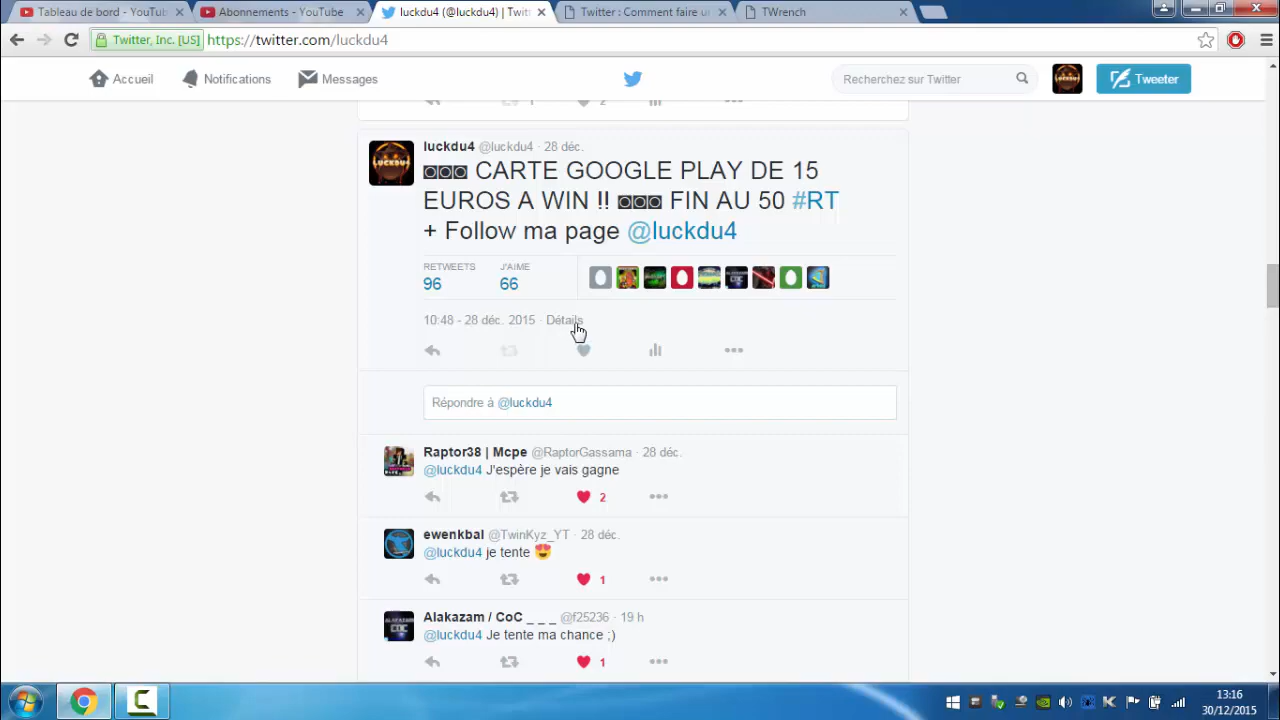 Tableau de bord - YouTub
Abonnements - YouTube
luckdu4 (@luckdu4) | Twitt
Twitter : Comment faire un
TWrench
Twitter, Inc. [US]
https://twitter.com/luckdu4
Accueil
Notifications
Messages
Recherchez sur Twitter
Tweeter
1
2
luckdu4 @luckdu4 · 28 déc.
CARTE GOOGLE PLAY DE 15
EUROS A WIN !! FIN AU 50 #RT
+ Follow ma page @luckdu4
RETWEETS
96
J'AIME
66
10:48 - 28 déc. 2015 · Détails
Répondre à @luckdu4
Raptor38 | Mcpe @RaptorGassama · 28 déc.
@luckdu4 J'espère je vais gagne
2
ewenkbal @TwinKyz_YT · 28 déc.
@luckdu4 je tente 😍
1
Alakazam / CoC _ _ _ @f25236 · 19 h
@luckdu4 Je tente ma chance ;)
1
13:16
30/12/2015